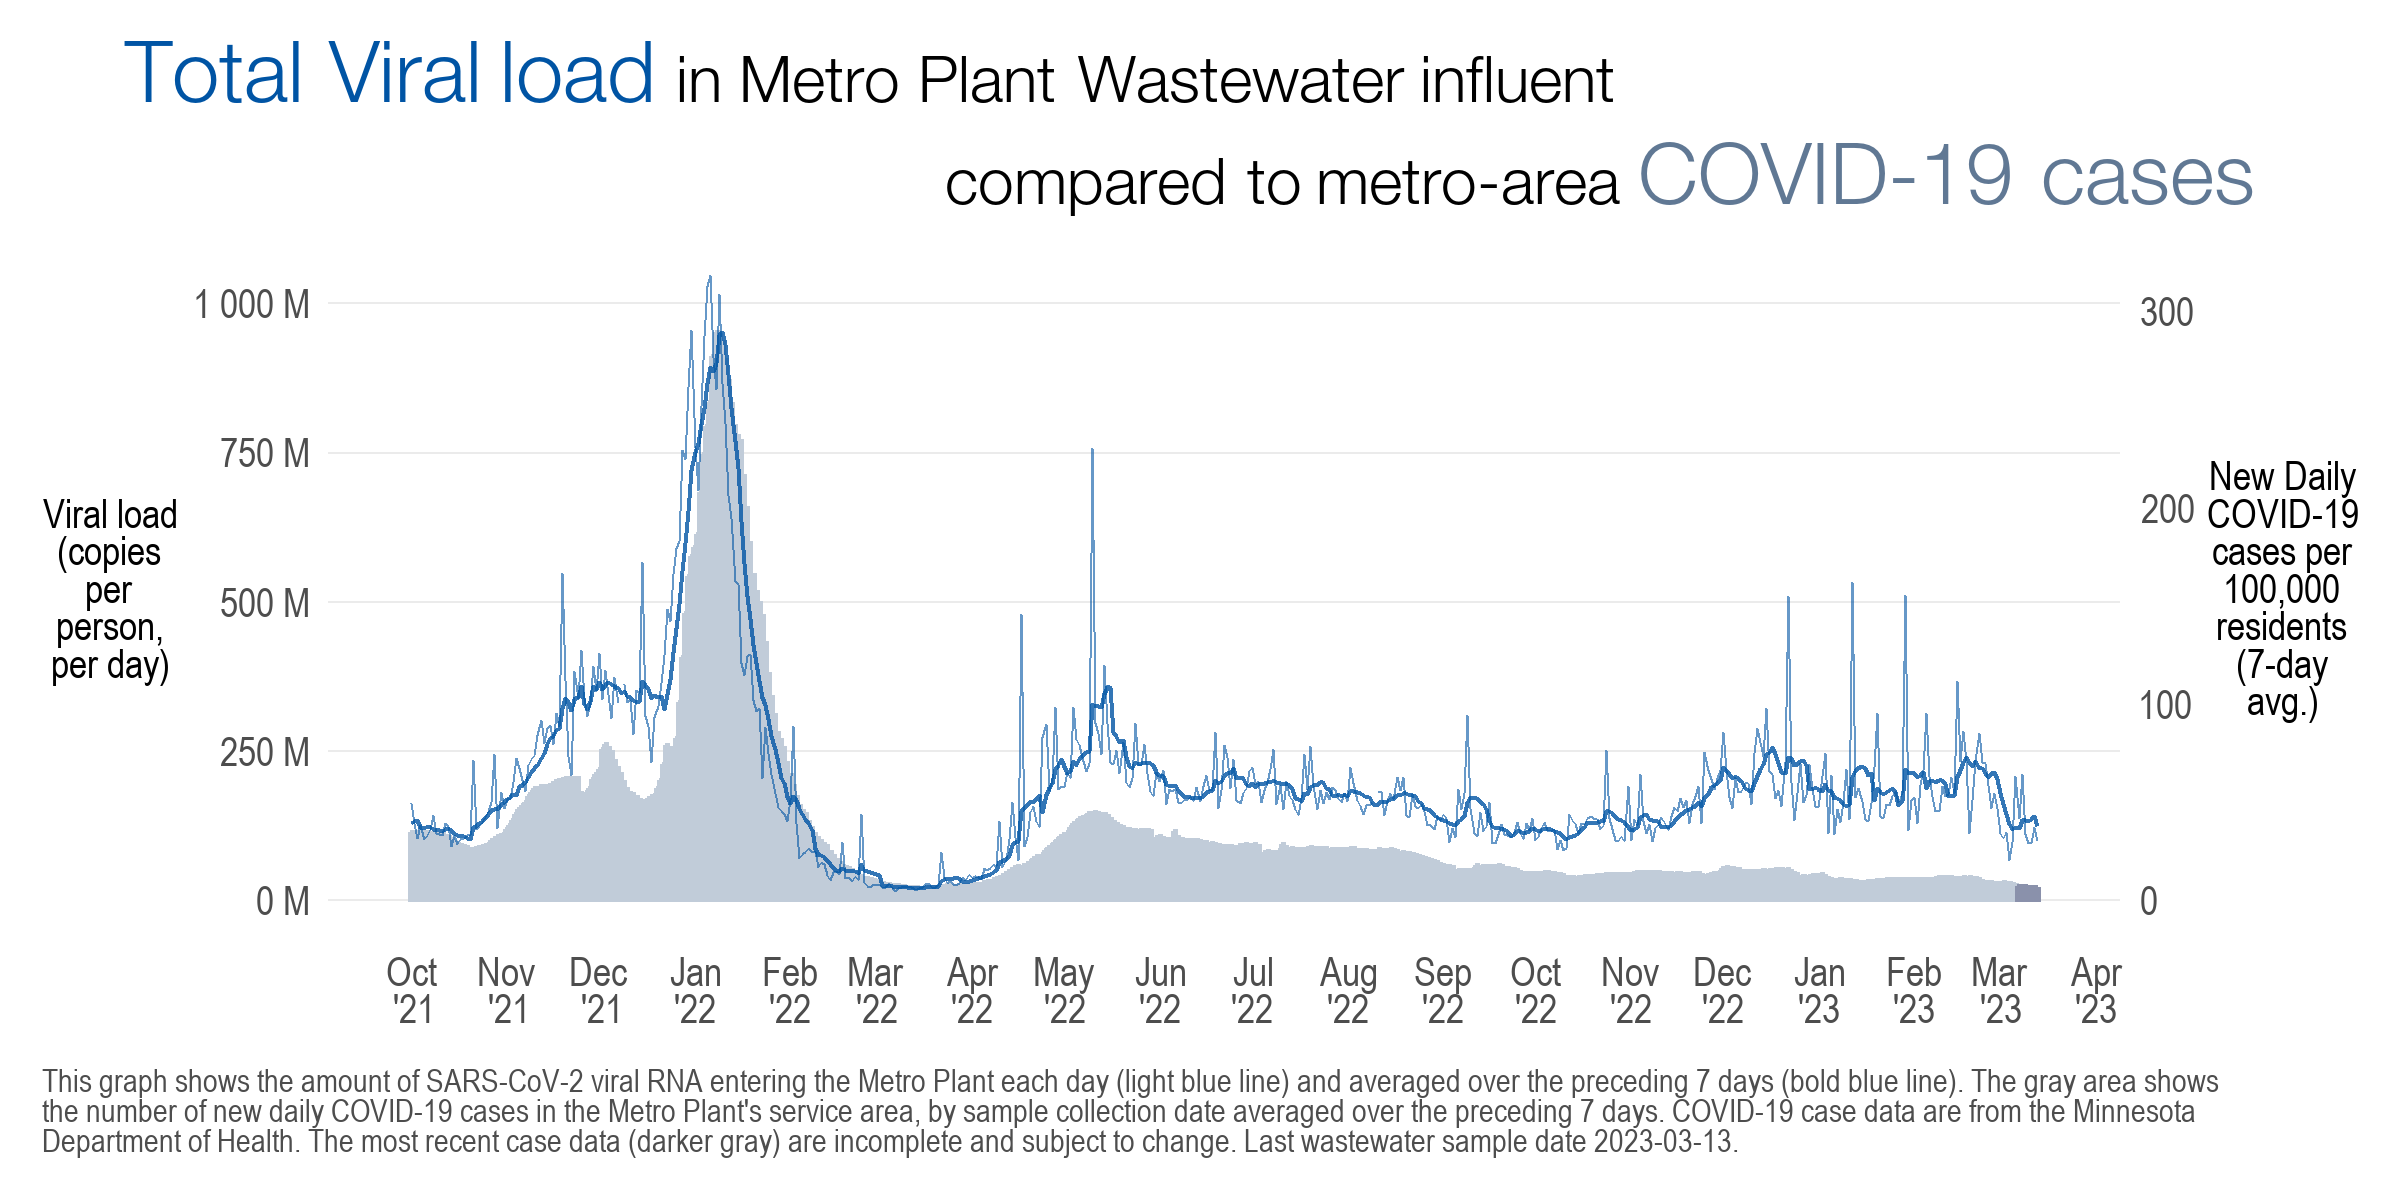 Total Viral load in Metro Plant Wastewater influent
compared to metro-area COVID-19 cases
1 000 M
750 M
500 M
250 M
0 M
Viral load
(copies
per
person,
per day)
300
200
100
0
New Daily
COVID-19
cases per
100,000
residents
(7-day
avg.)
Oct '21
Nov '21
Dec '21
Jan '22
Feb '22
Mar '22
Apr '22
May '22
Jun '22
Jul '22
Aug '22
Sep '22
Oct '22
Nov '22
Dec '22
Jan '23
Feb '23
Mar '23
Apr '23
This graph shows the amount of SARS-CoV-2 viral RNA entering the Metro Plant each day (light blue line) and averaged over the preceding 7 days (bold blue line). The gray area shows
the number of new daily COVID-19 cases in the Metro Plant's service area, by sample collection date averaged over the preceding 7 days. COVID-19 case data are from the Minnesota
Department of Health. The most recent case data (darker gray) are incomplete and subject to change. Last wastewater sample date 2023-03-13.